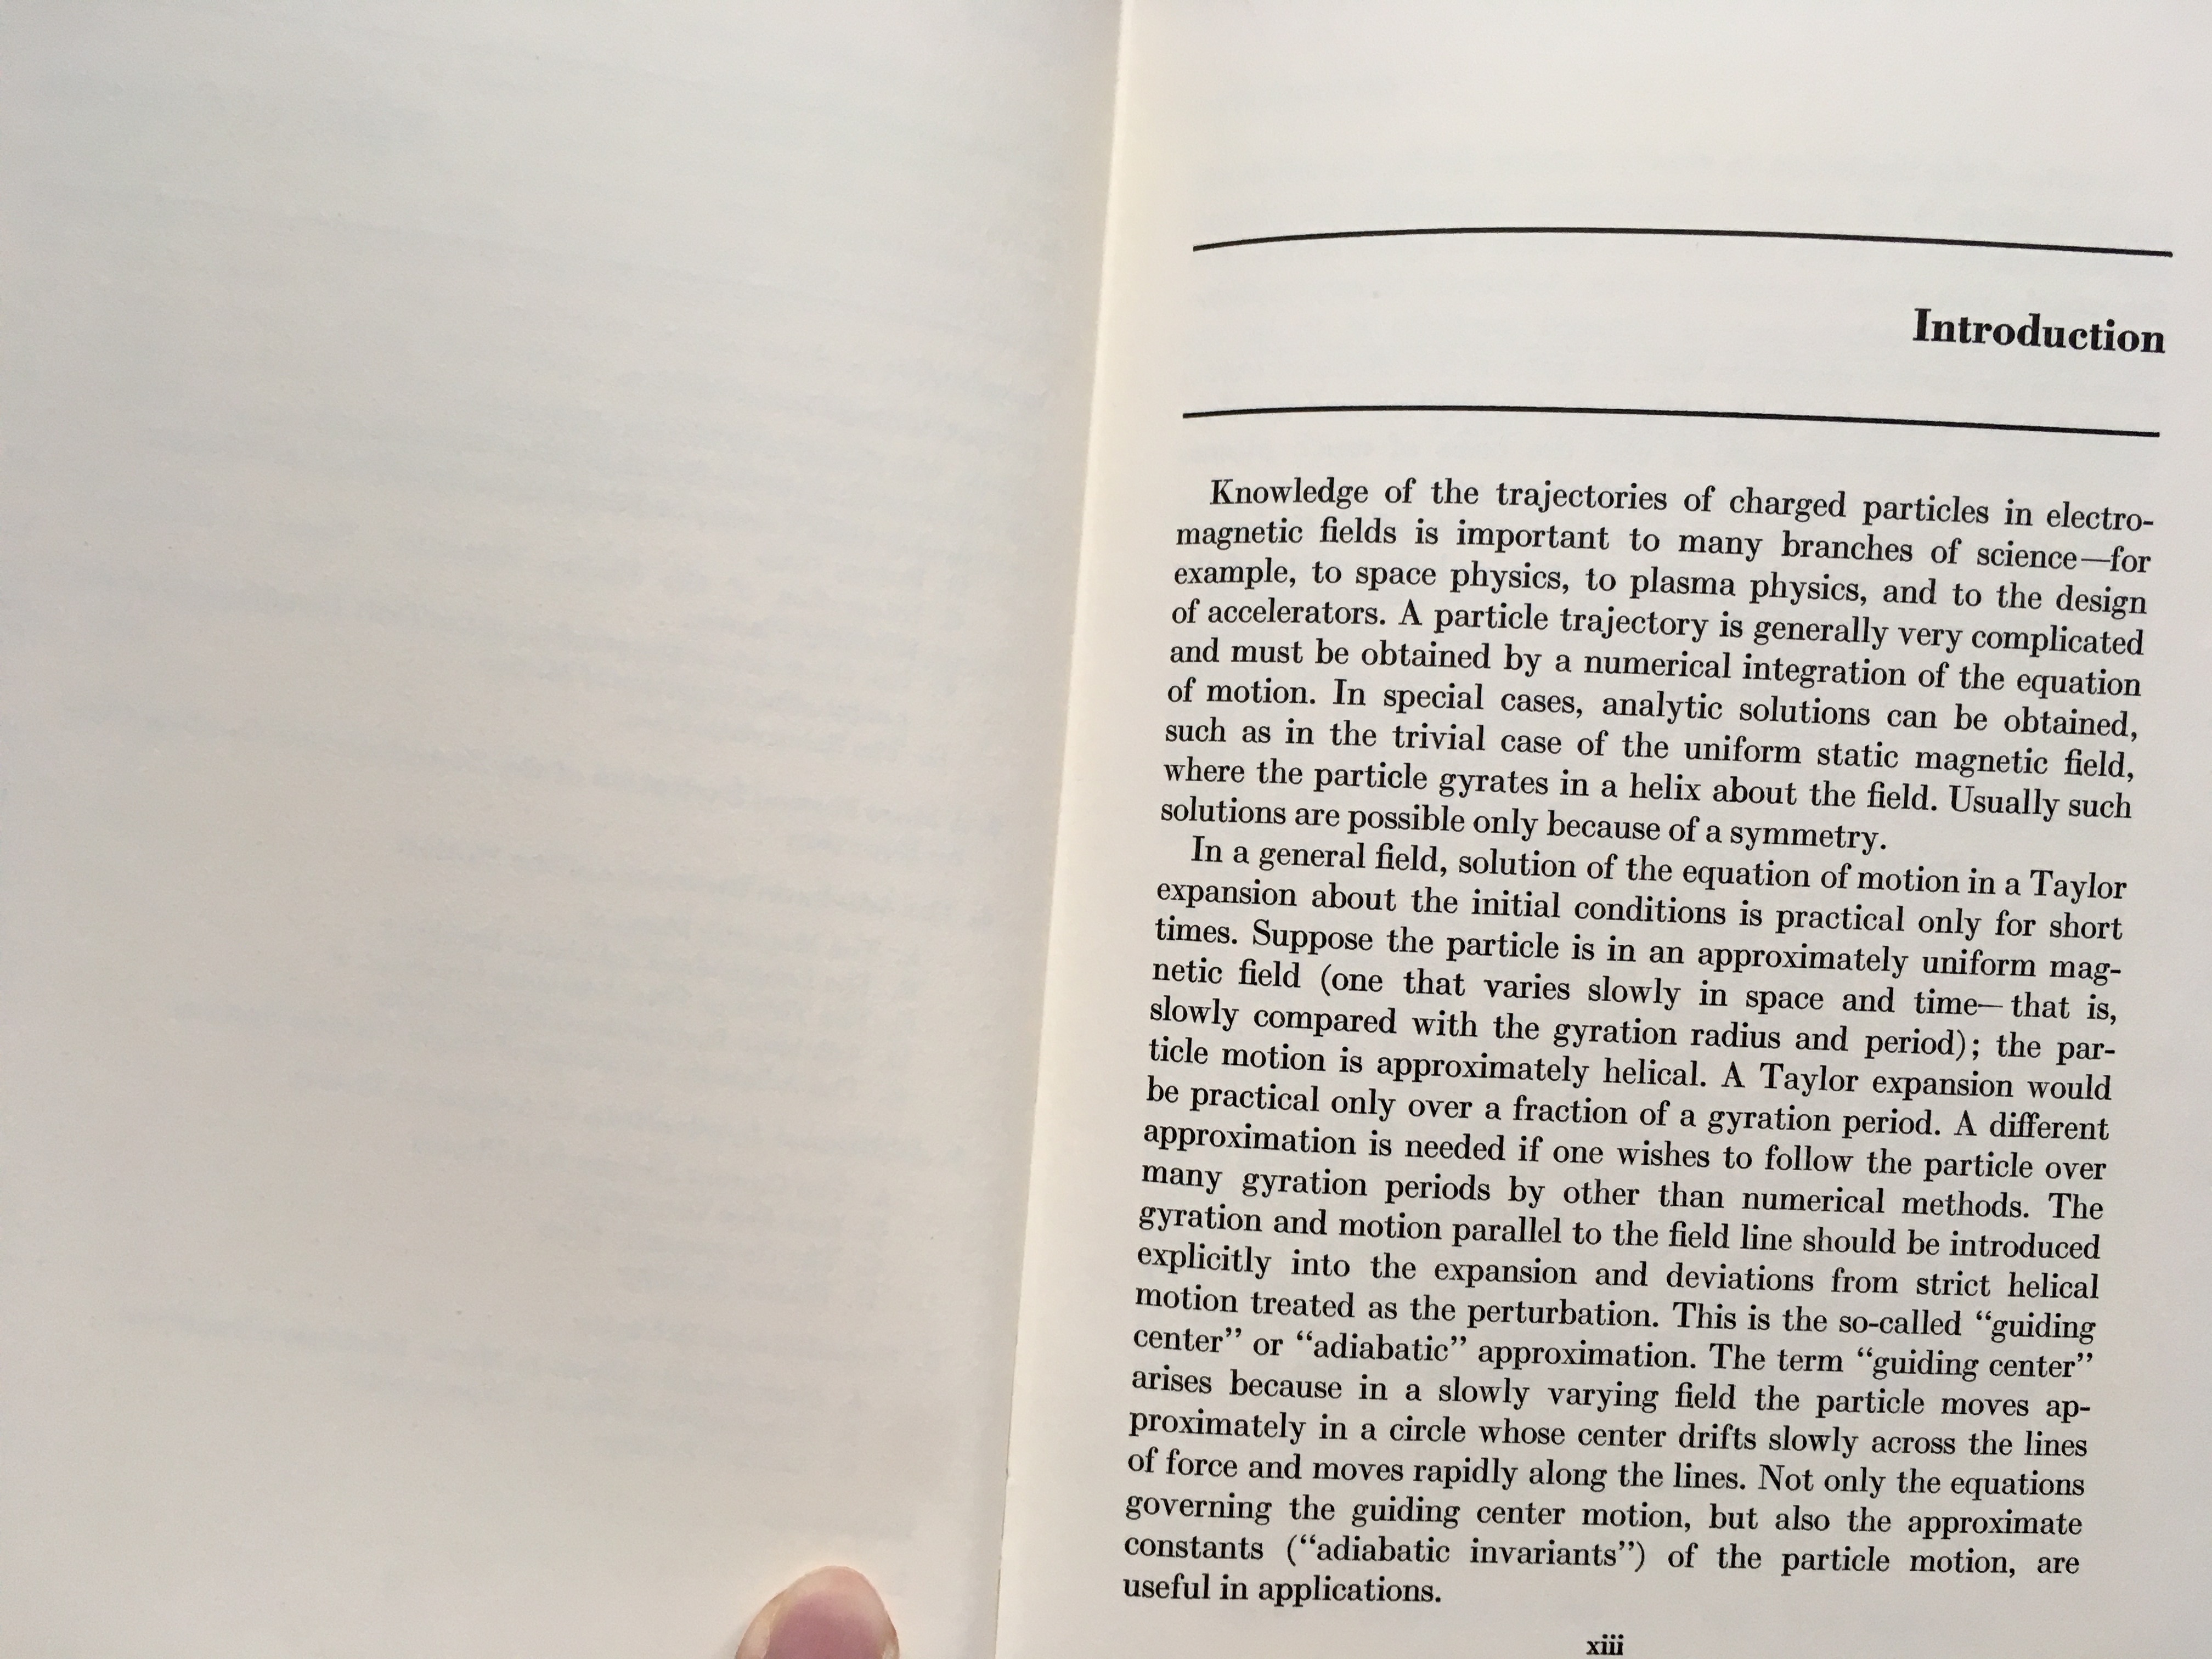 Introduction
Knowledge of the trajectories of charged particles in electro-
magnetic fields is important to many branches of science—for
example, to space physics, to plasma physics, and to the design
of accelerators. A particle trajectory is generally very complicated
and must be obtained by a numerical integration of the equation
of motion. In special cases, analytic solutions can be obtained,
such as in the trivial case of the uniform static magnetic field,
where the particle gyrates in a helix about the field. Usually such
solutions are possible only because of a symmetry.
In a general field, solution of the equation of motion in a Taylor
expansion about the initial conditions is practical only for short
times. Suppose the particle is in an approximately uniform mag-
netic field (one that varies slowly in space and time—that is,
slowly compared with the gyration radius and period); the par-
ticle motion is approximately helical. A Taylor expansion would
be practical only over a fraction of a gyration period. A different
approximation is needed if one wishes to follow the particle over
many gyration periods by other than numerical methods. The
gyration and motion parallel to the field line should be introduced
explicitly into the expansion and deviations from strict helical
motion treated as the perturbation. This is the so-called “guiding
center” or “adiabatic” approximation. The term “guiding center”
arises because in a slowly varying field the particle moves ap-
proximately in a circle whose center drifts slowly across the lines
of force and moves rapidly along the lines. Not only the equations
governing the guiding center motion, but also the approximate
constants (“adiabatic invariants”) of the particle motion, are
useful in applications.
xiii